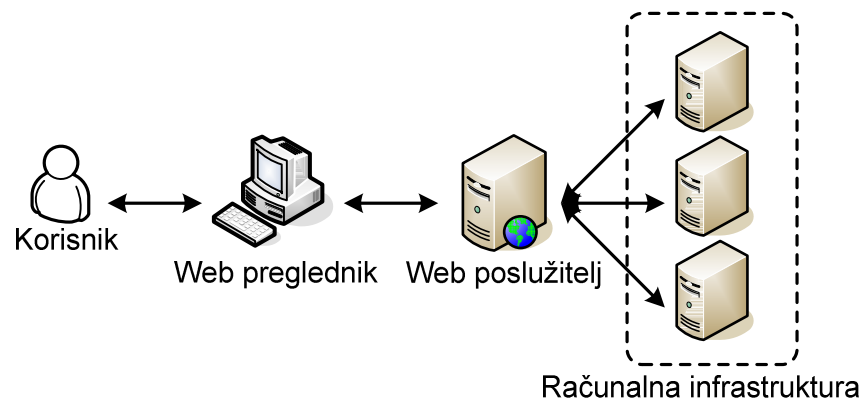 Korisnik
Web preglednik
Web poslužitelj
Računalna infrastruktura